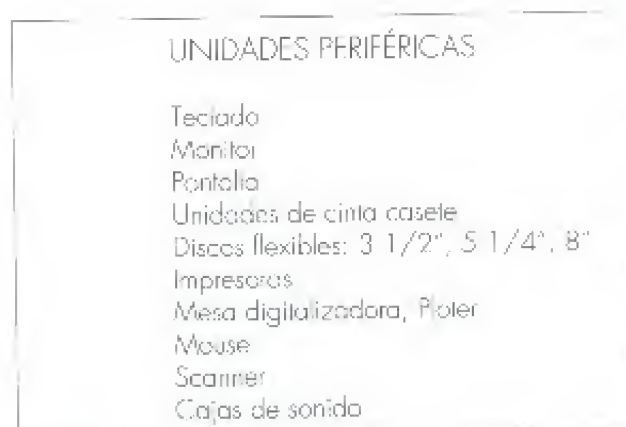 UNIDADES PERIFÉRICAS
Teclado
Monitor
Pantalla
Unidades de cinta casete
Discos flexibles: 3 1/2", 5 1/4", 8"
Impresoras
Mesa digitalizadora, Ploter
Mouse
Scanner
Cajas de sonido